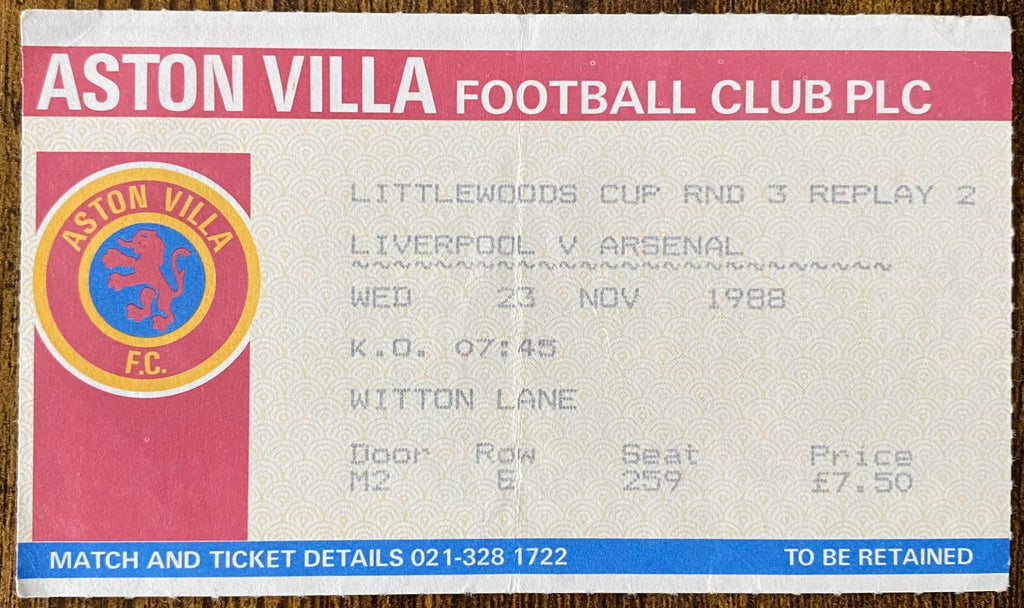 ASTON VILLA FOOTBALL CLUB PLC
ASTON VILLA
F.C.
LITTLEWOODS CUP RND 3 REPLAY 2
LIVERPOOL V ARSENAL
~~~~~~~~~~~~~~~~~~~~~~~~~~~~~~~~~~~
WED 23 NOV 1988
K.O. 07:45
WITTON LANE
Door Row Seat Price
M2 E 259 £7.50
MATCH AND TICKET DETAILS 021-328 1722 TO BE RETAINED